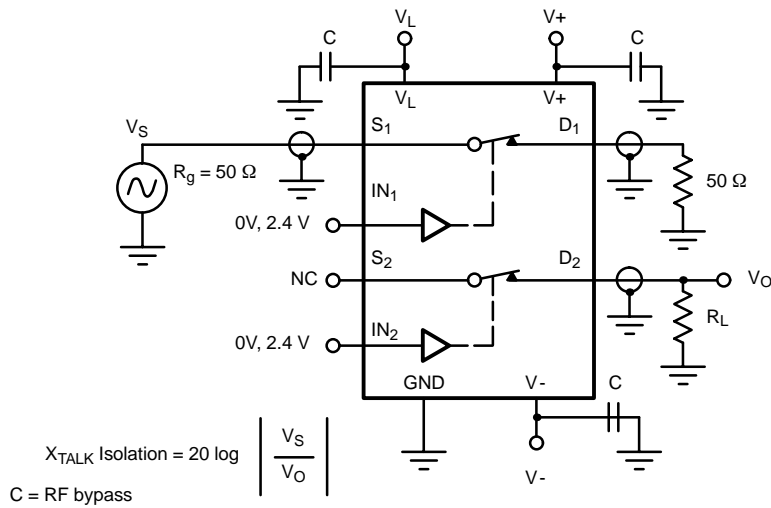 V_L V+
C C
V_L V+
V_S S_1 D_1
R_g = 50 Ω
50 Ω
IN_1
0V, 2.4 V
S_2 D_2
NC V_O
R_L
IN_2
0V, 2.4 V
GND V- C
X_TALK Isolation = 20 log | V_S / V_O |
V-
C = RF bypass